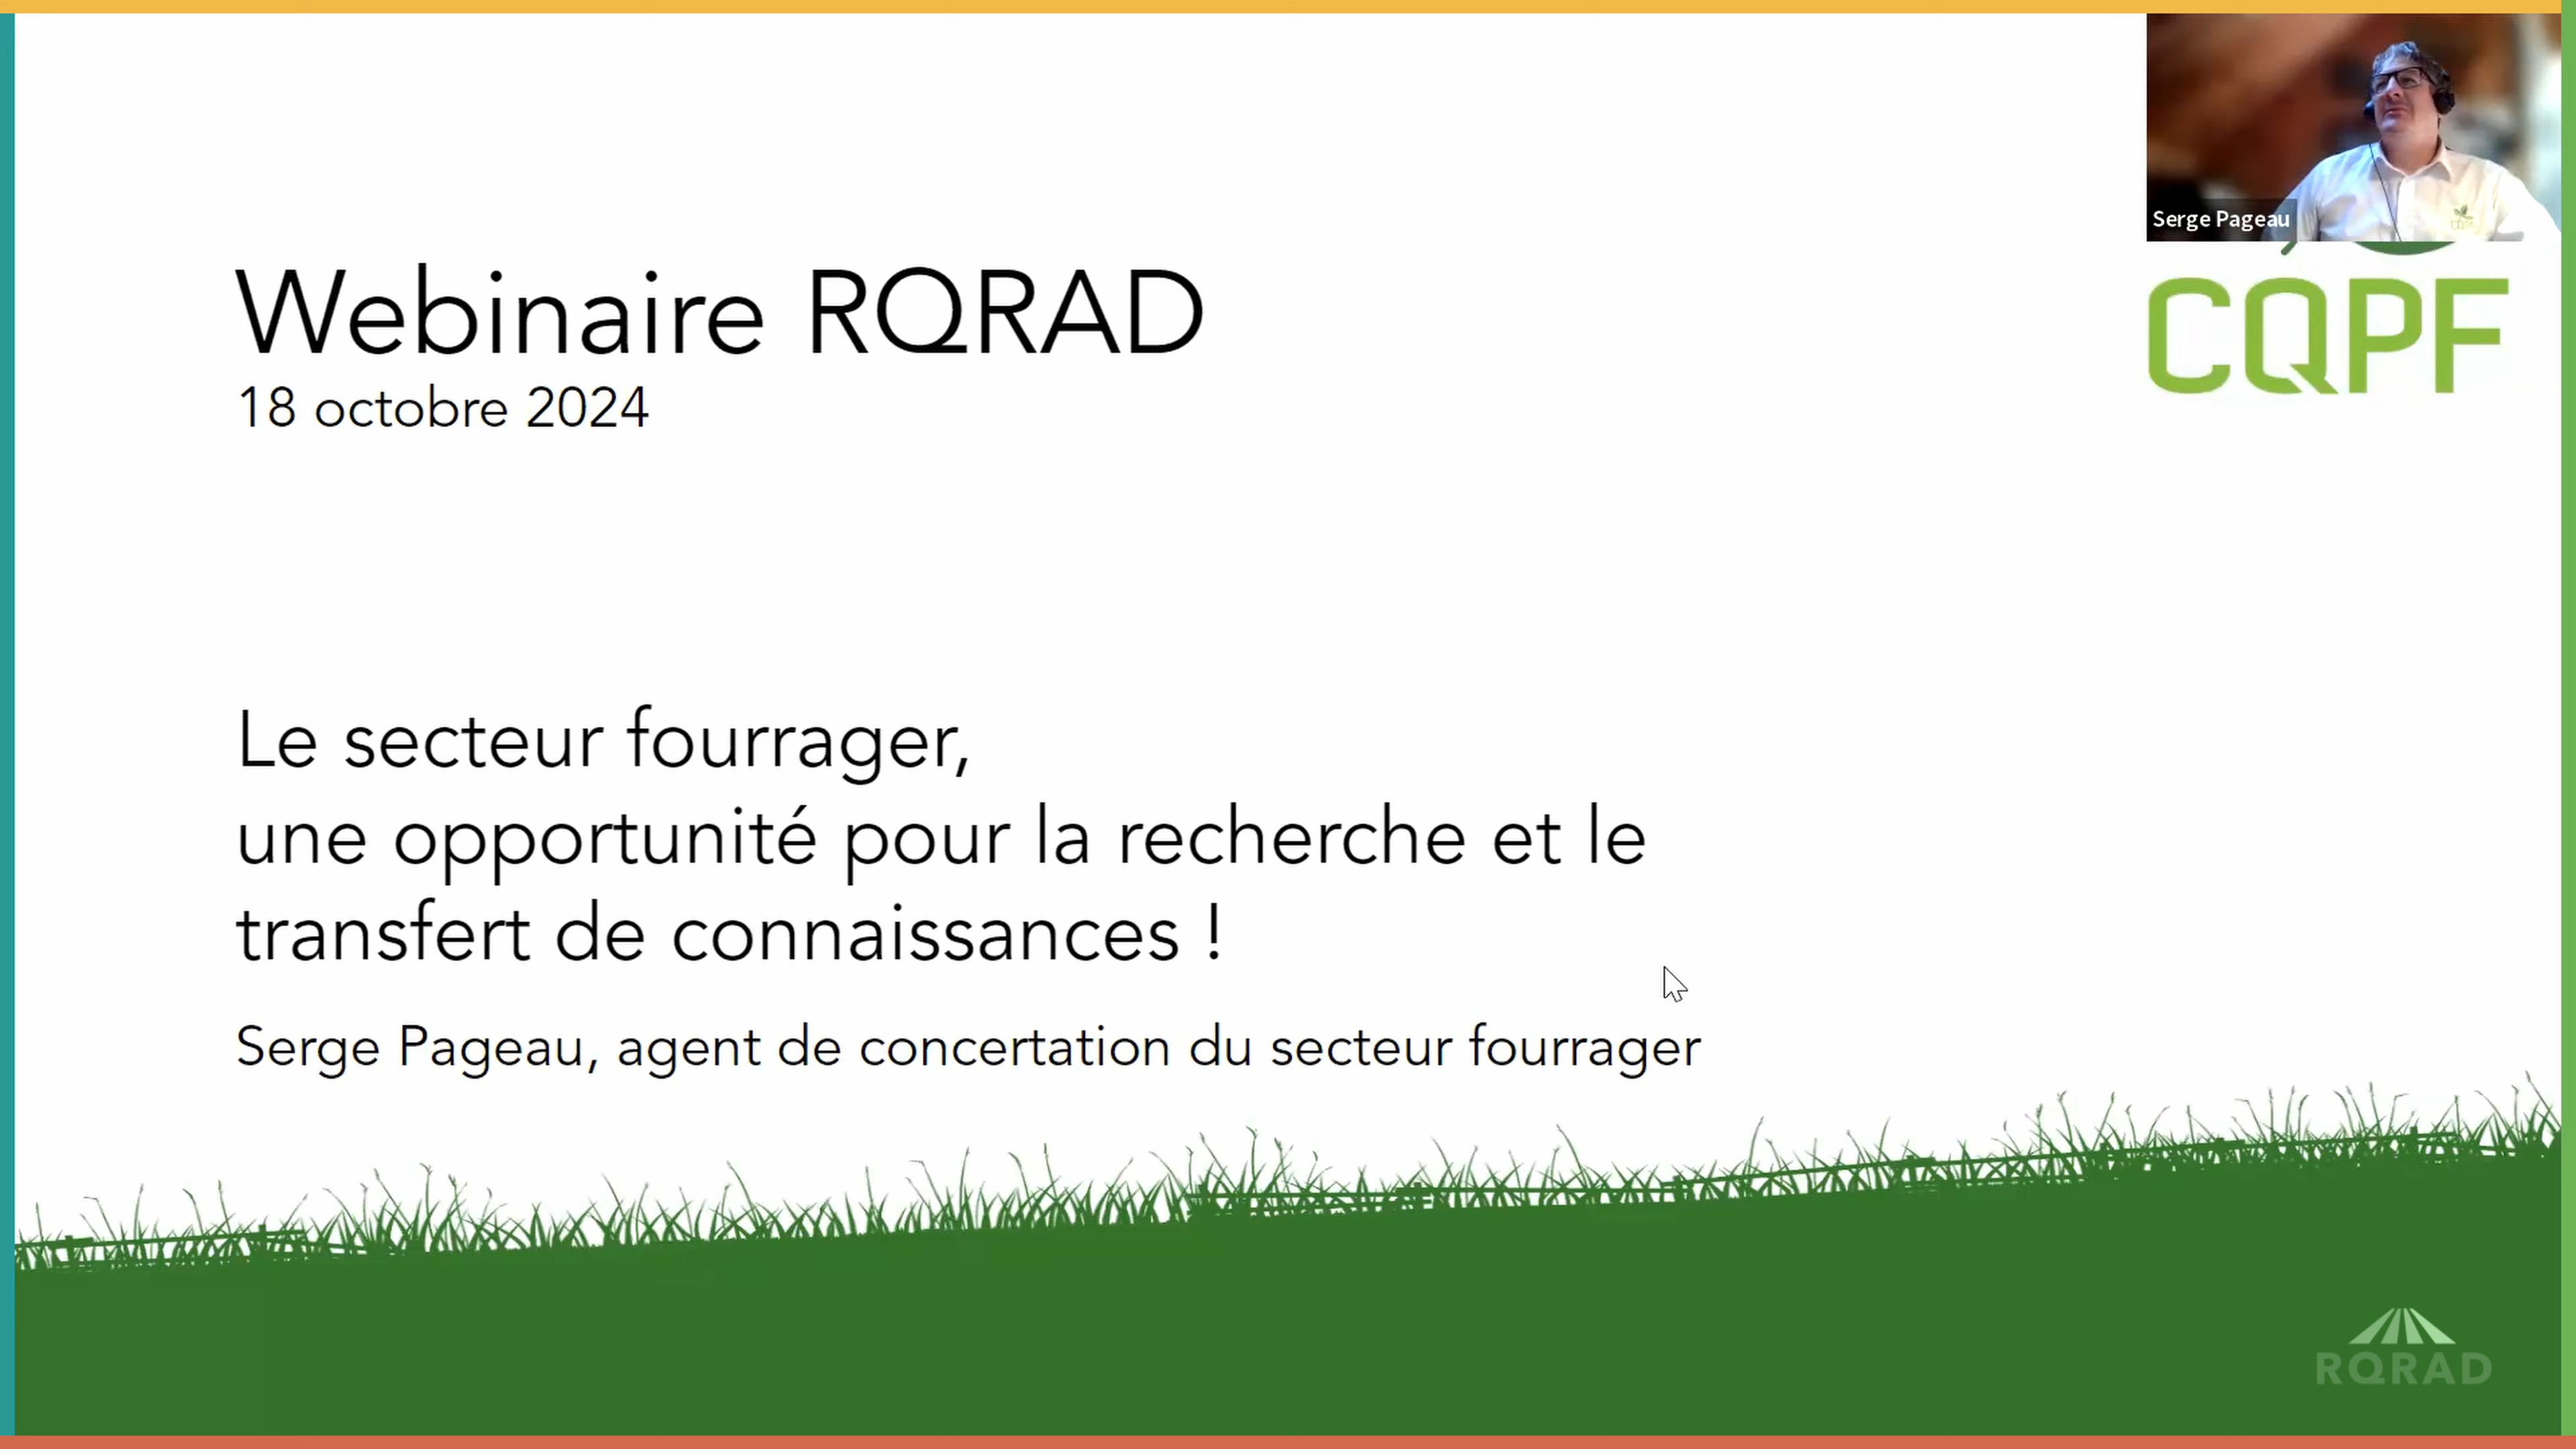 Webinaire RQRAD
18 octobre 2024
Serge Pageau
CQPF
Le secteur fourrager,
une opportunité pour la recherche et le
transfert de connaissances !
Serge Pageau, agent de concertation du secteur fourrager
RQRAD